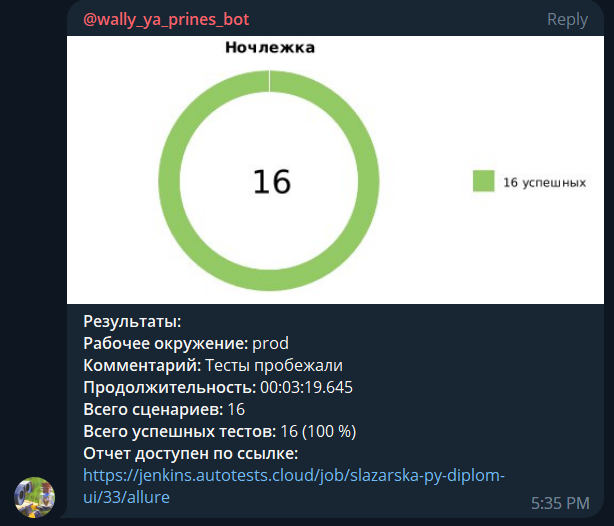 @wally_ya_prines_bot
Reply
Ночлежка
16
16 успешных
Результаты:
Рабочее окружение: prod
Комментарий: Тесты пробежали
Продолжительность: 00:03:19.645
Всего сценариев: 16
Всего успешных тестов: 16 (100 %)
Отчет доступен по ссылке:
https://jenkins.autotests.cloud/job/slazarska-py-diplom-
ui/33/allure
5:35 PM